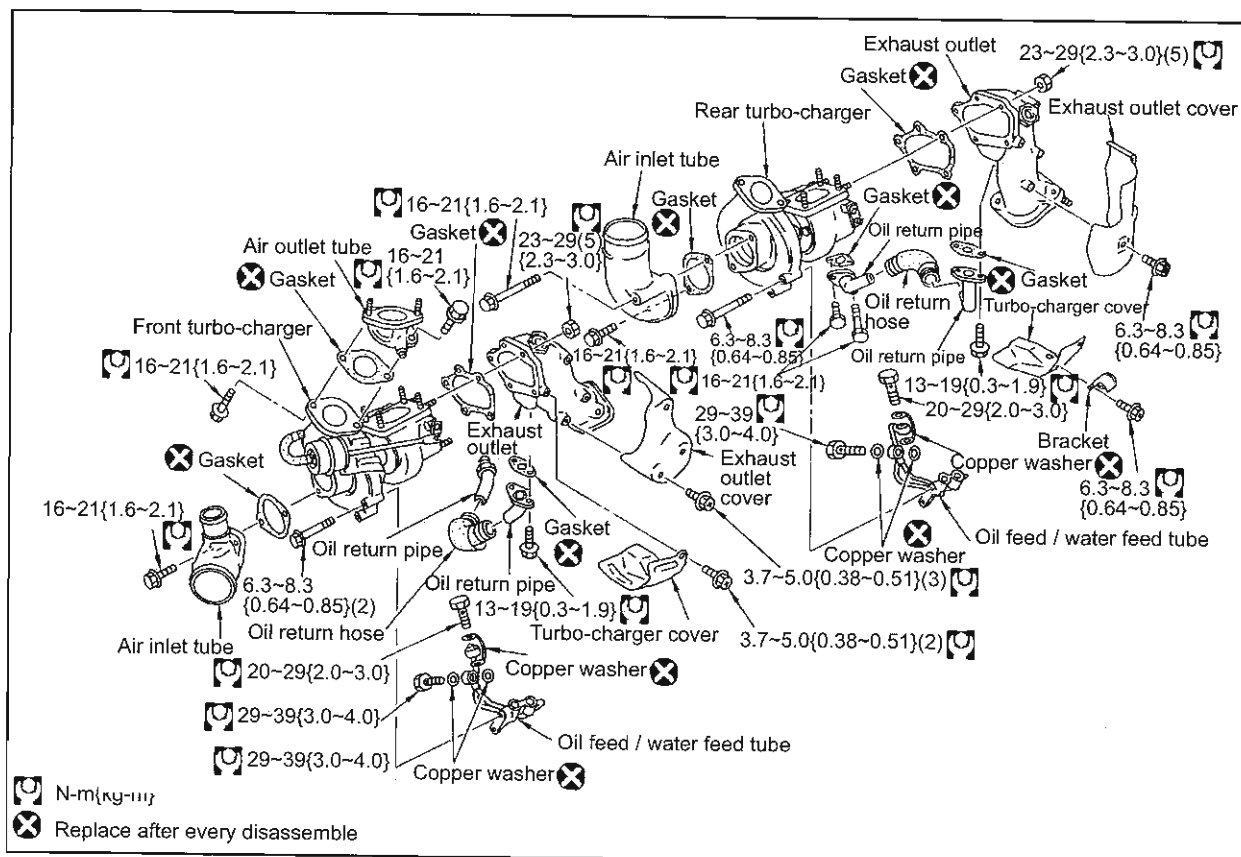 Exhaust outlet
23~29{2.3~3.0}(5)
Gasket
Exhaust outlet cover
Rear turbo-charger
Air inlet tube
16~21{1.6~2.1}
Gasket
Gasket
Gasket
23~29(5)
{2.3~3.0}
Oil return pipe
Air outlet tube
16~21
{1.6~2.1}
Gasket
Gasket
Oil return
hose
Turbo-charger cover
Front turbo-charger
6.3~8.3
{0.64~0.85}
6.3~8.3
{0.64~0.85}
Oil return pipe
16~21{1.6~2.1}
16~21{1.6~2.1}
16~21{1.6~2.1}
13~19{0.3~1.9}
20~29{2.0~3.0}
29~39
{3.0~4.0}
Exhaust
outlet
Exhaust
outlet
cover
Bracket
Copper washer
Gasket
6.3~8.3
{0.64~0.85}
16~21{1.6~2.1}
Gasket
Oil feed / water feed tube
Oil return pipe
Copper washer
Oil return pipe
3.7~5.0{0.38~0.51}(3)
6.3~8.3
{0.64~0.85}(2)
13~19{0.3~1.9}
Oil return hose
Turbo-charger cover
3.7~5.0{0.38~0.51}(2)
Air inlet tube
20~29{2.0~3.0}
Copper washer
29~39{3.0~4.0}
Oil feed / water feed tube
29~39{3.0~4.0}
Copper washer
N-m
Replace after every disassemble